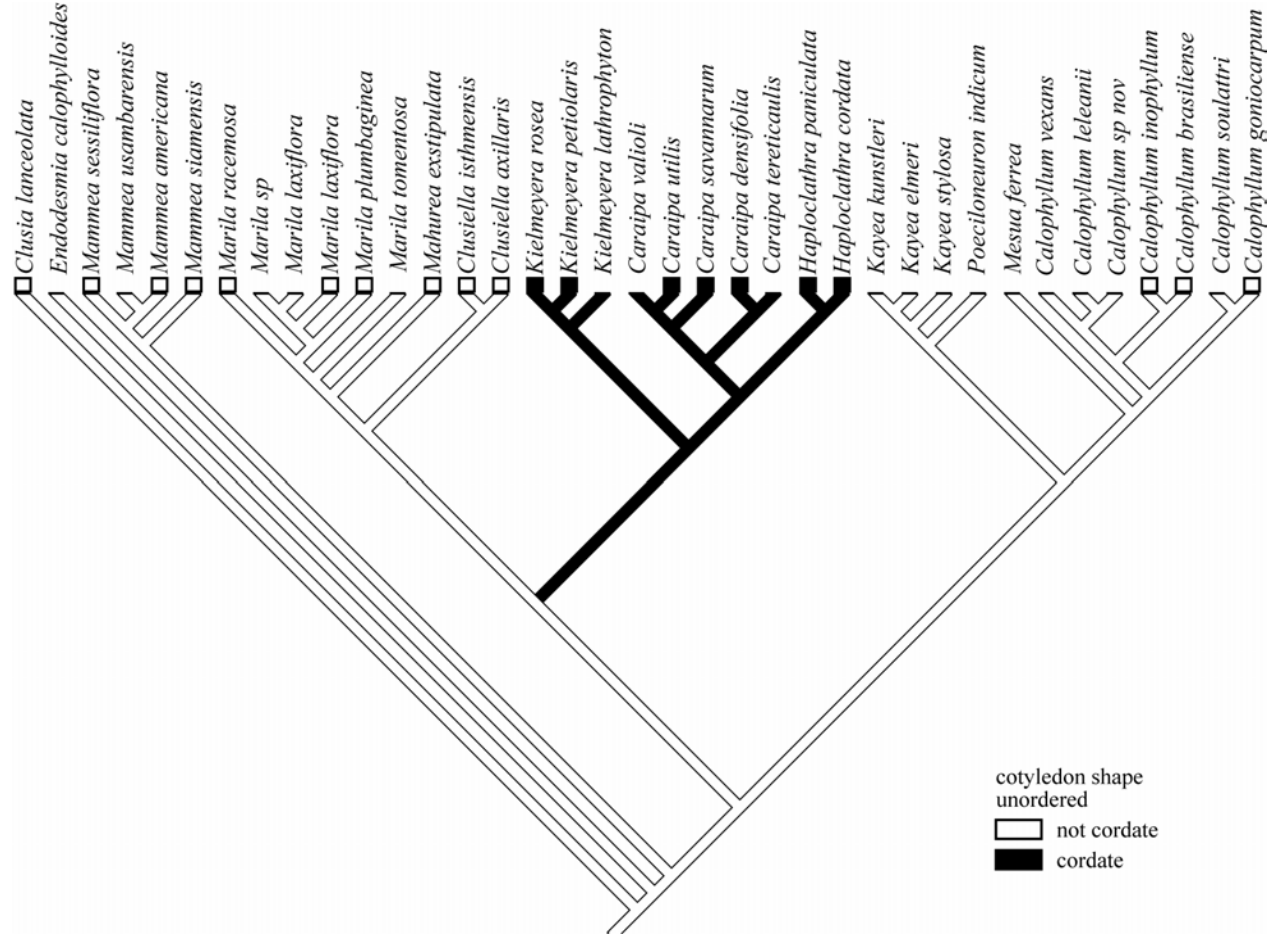 Clusia lanceolata
Endodesmia calophylloides
Mammea sessiliflora
Mammea usambarensis
Mammea americana
Mammea siamensis
Marila racemosa
Marila sp
Marila laxiflora
Marila laxiflora
Marila plumbaginea
Marila tomentosa
Mahurea exstipulata
Clusiella isthmensis
Clusiella axillaris
Kielmeyera rosea
Kielmeyera petiolaris
Kielmeyera lathrophyton
Caraipa valioli
Caraipa utilis
Caraipa savannarum
Caraipa densifolia
Caraipa tereticaulis
Haploclathra paniculata
Haploclathra cordata
Kayea kunstleri
Kayea elmeri
Kayea stylosa
Poeciloneuron indicum
Mesua ferrea
Calophyllum vexans
Calophyllum leleanii
Calophyllum sp nov
Calophyllum inophyllum
Calophyllum brasiliense
Calophyllum soulattri
Calophyllum goniocarpum
cotyledon shape
unordered
not cordate
cordate